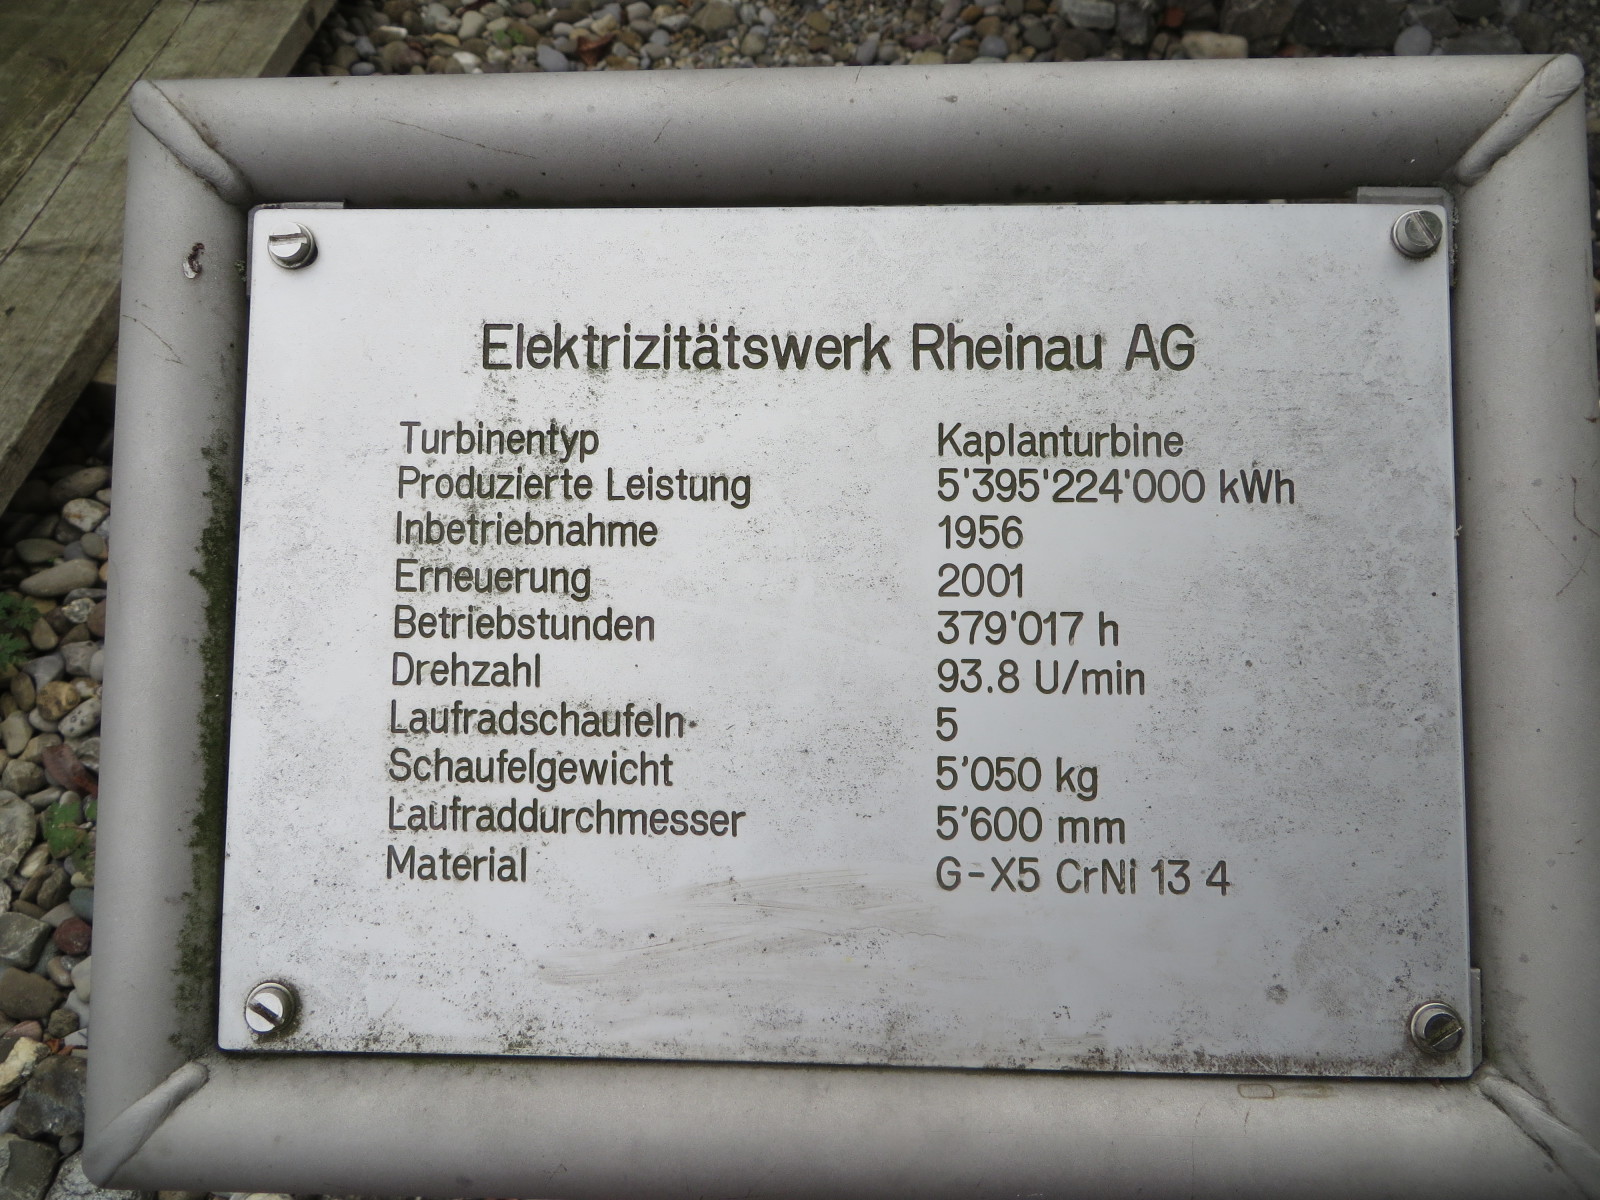 Elektrizitätswerk Rheinau AG
Turbinentyp Kaplanturbine
Produzierte Leistung 5'395'224'000 kWh
Inbetriebnahme 1956
Erneuerung 2001
Betriebstunden 379'017 h
Drehzahl 93.8 U/min
Laufradschaufeln 5
Schaufelgewicht 5'050 kg
Laufraddurchmesser 5'600 mm
Material G-X5 CrNi 13 4